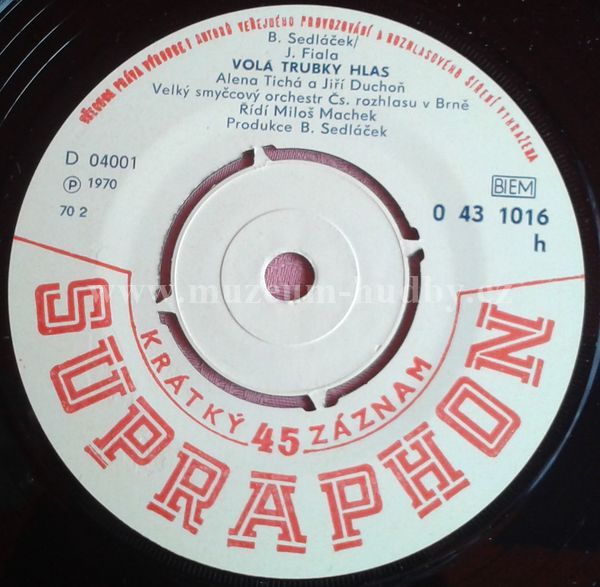 VŠECHNA PRÁVA VÝROBCE I AUTORŮ VEŘEJNÉHO PROVOZOVÁNÍ A ROZHLASOVÉHO ŠÍŘENÍ VYHRAŽENA
B. Sedláček/
J. Fiala
VOLÁ TRUBKY HLAS
Alena Tichá a Jiří Duchoň
Velký smyčcový orchestr Čs. rozhlasu v Brně
Řídí Miloš Machek
Produkce B. Sedláček
D 04001
Ⓟ 1970
70 2
BIEM
0 43 1016
h
www.muzeum-hudby.cz
KRÁTKÝ 45 ZÁZNAM
SUPRAPHON